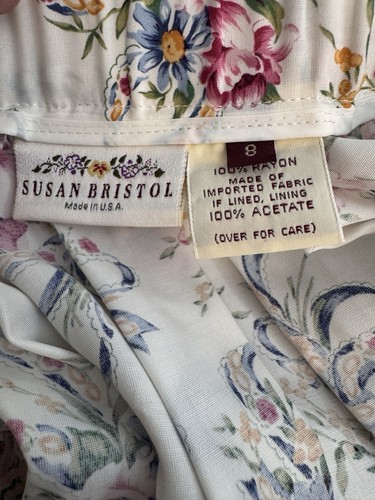 SUSAN BRISTOL
Made in U.S.A.
8
100% RAYON
MADE OF
IMPORTED FABRIC
IF LINED, LINING
100% ACETATE
(OVER FOR CARE)